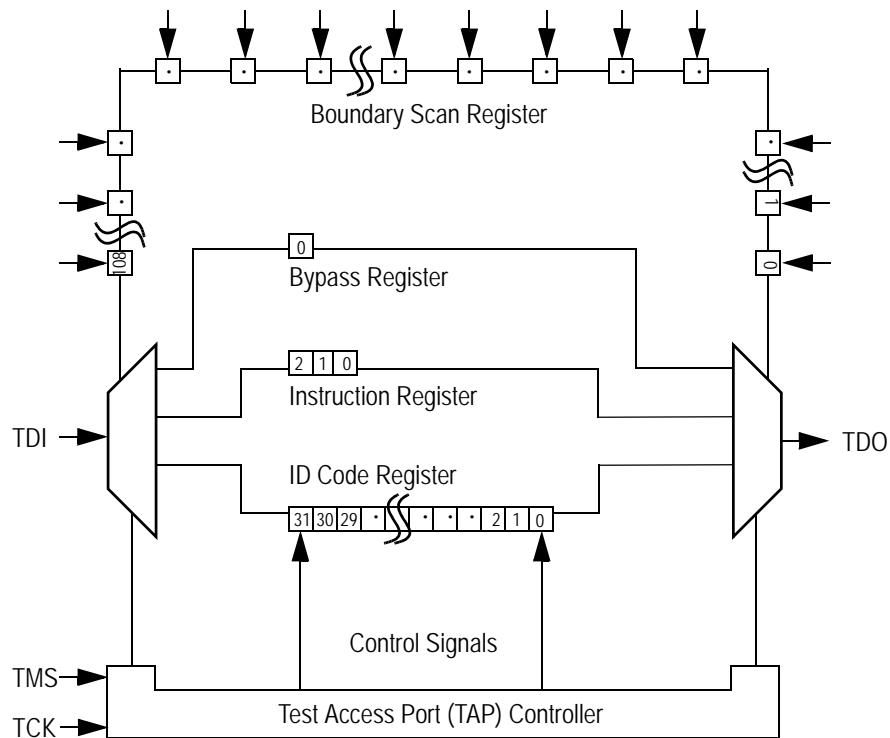 Boundary Scan Register
1
108
0
0
Bypass Register
2 1 0
Instruction Register
TDI
TDO
ID Code Register
31 30 29 · · · · · 2 1 0
Control Signals
TMS
Test Access Port (TAP) Controller
TCK